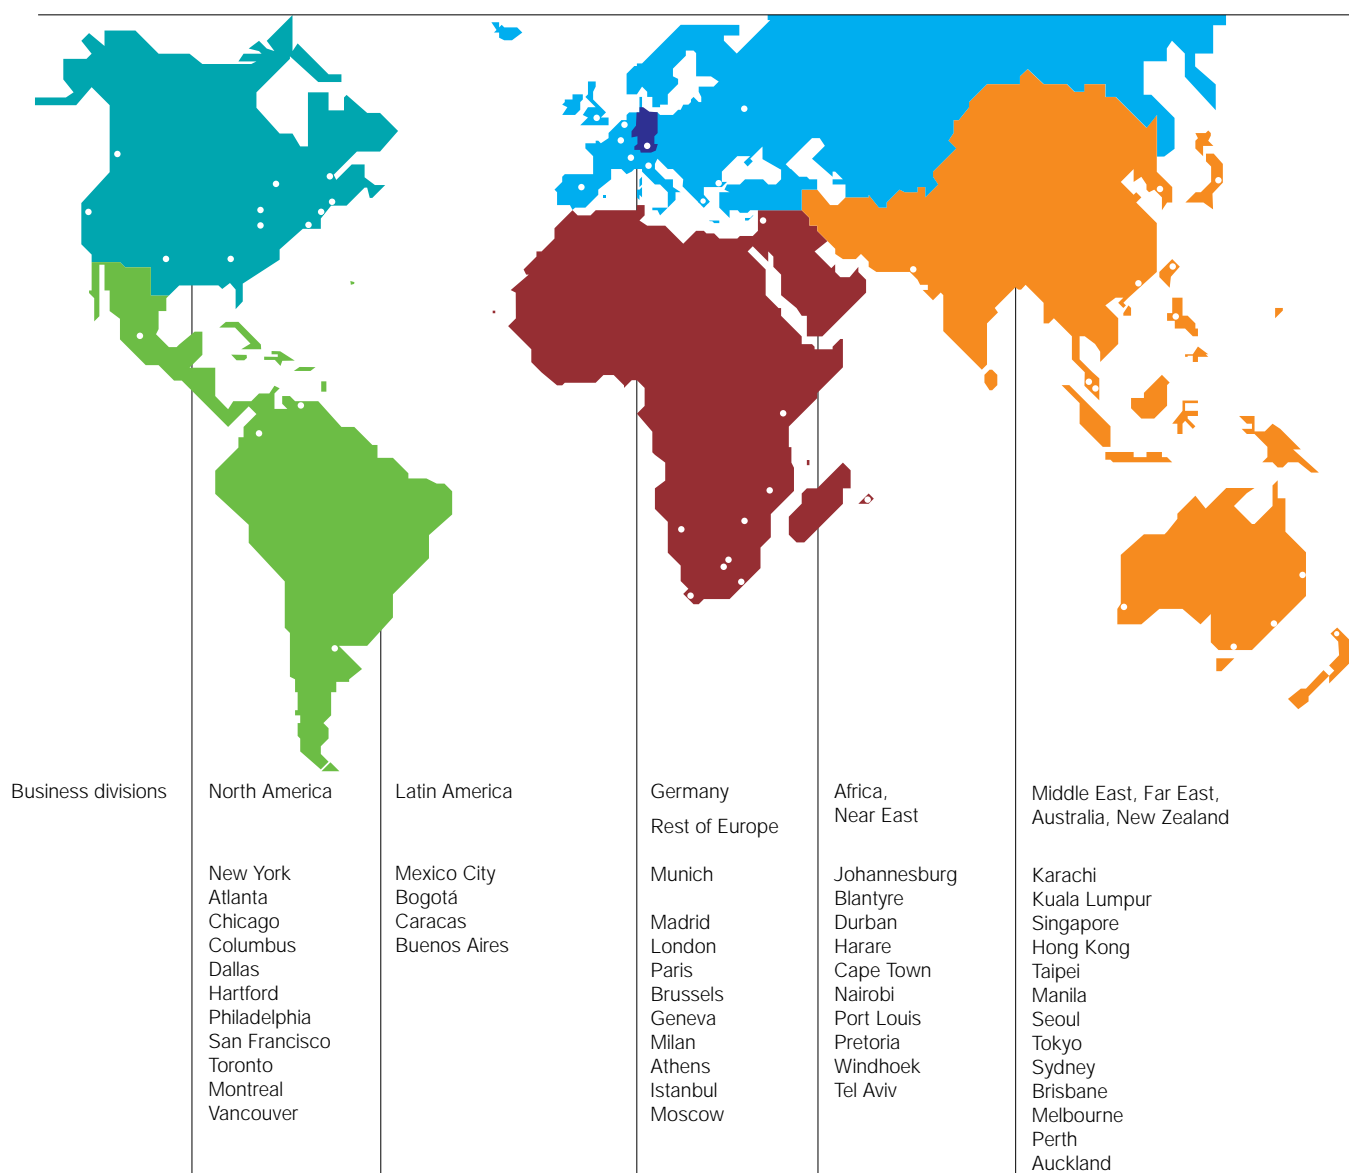 Business divisions
North America
New York
Atlanta
Chicago
Columbus
Dallas
Hartford
Philadelphia
San Francisco
Toronto
Montreal
Vancouver
Latin America
Mexico City
Bogotá
Caracas
Buenos Aires
Germany
Rest of Europe
Munich
Madrid
London
Paris
Brussels
Geneva
Milan
Athens
Istanbul
Moscow
Africa,
Near East
Johannesburg
Blantyre
Durban
Harare
Cape Town
Nairobi
Port Louis
Pretoria
Windhoek
Tel Aviv
Middle East, Far East,
Australia, New Zealand
Karachi
Kuala Lumpur
Singapore
Hong Kong
Taipei
Manila
Seoul
Tokyo
Sydney
Brisbane
Melbourne
Perth
Auckland